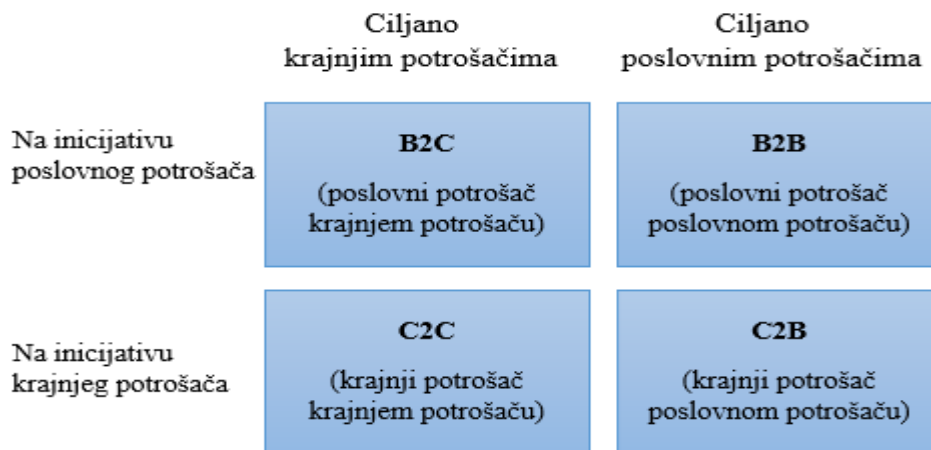 Ciljano
krajnjim potrošačima
Ciljano
poslovnim potrošačima
Na inicijativu
poslovnog potrošača
B2C
(poslovni potrošač
krajnjem potrošaču)
B2B
(poslovni potrošač
poslovnom potrošaču)
Na inicijativu
krajnjeg potrošača
C2C
(krajnji potrošač
krajnjem potrošaču)
C2B
(krajnji potrošač
poslovnom potrošaču)